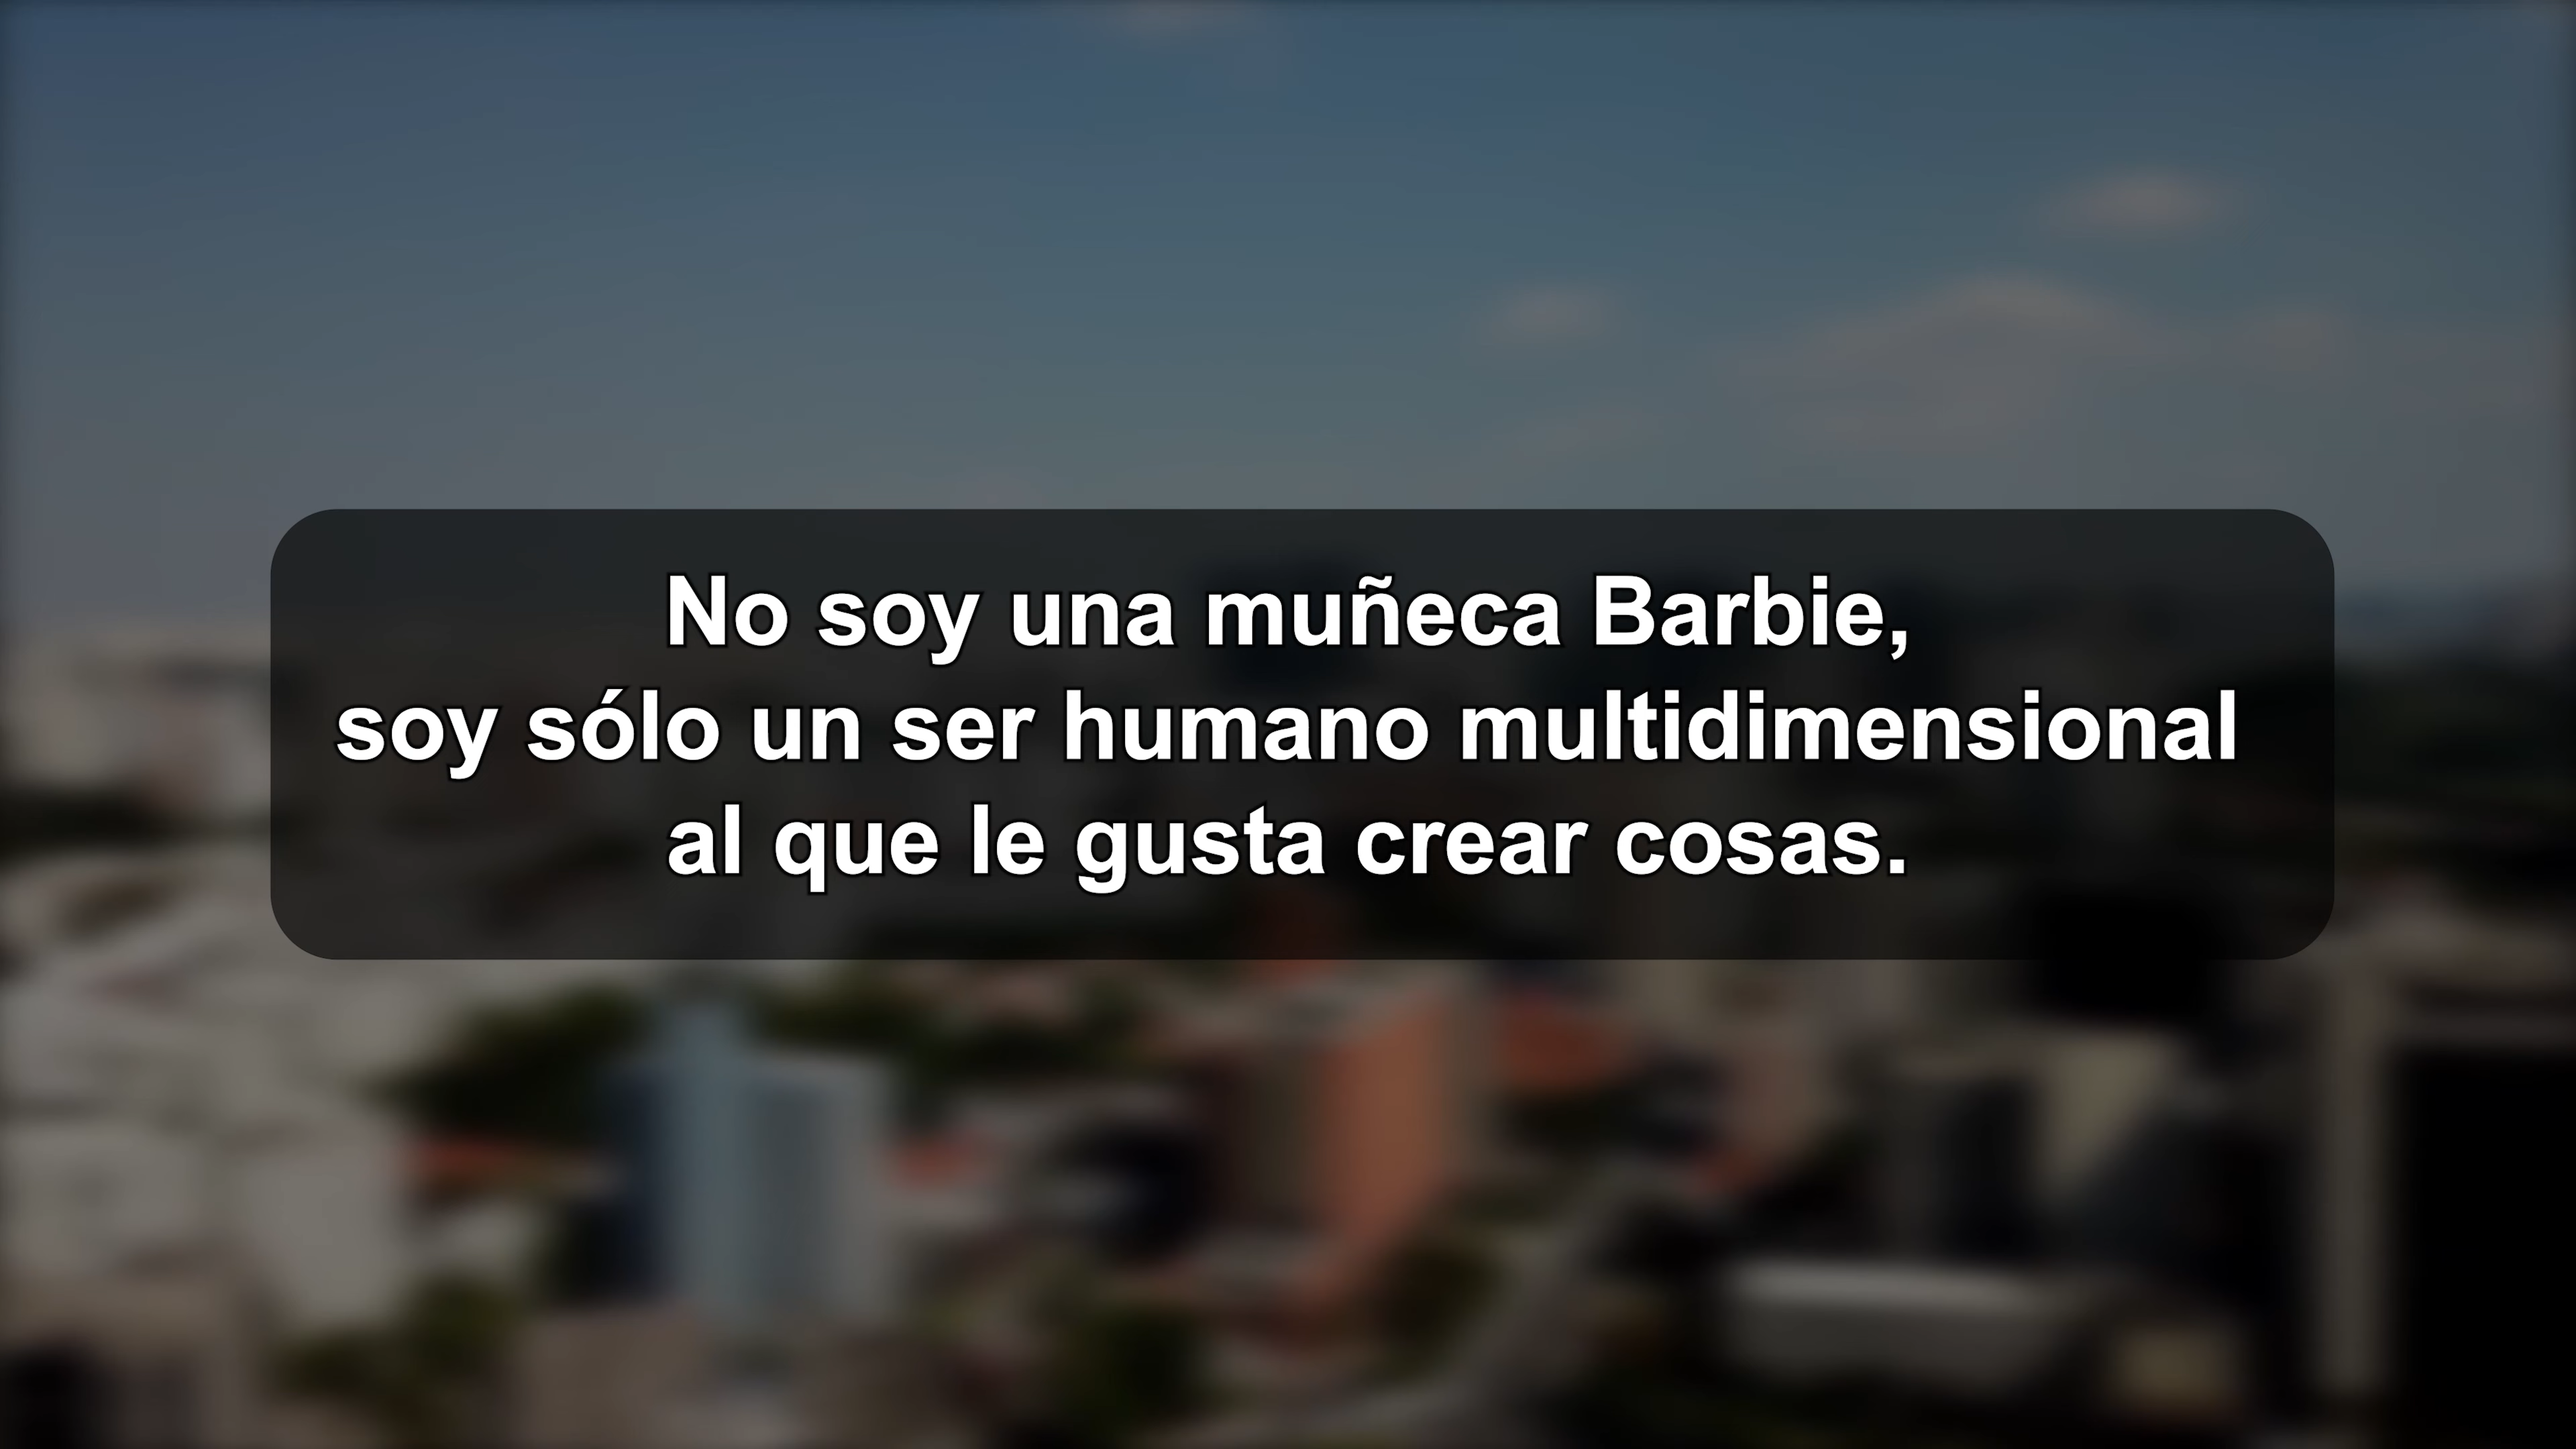 No soy una muñeca Barbie,
soy sólo un ser humano multidimensional
al que le gusta crear cosas.